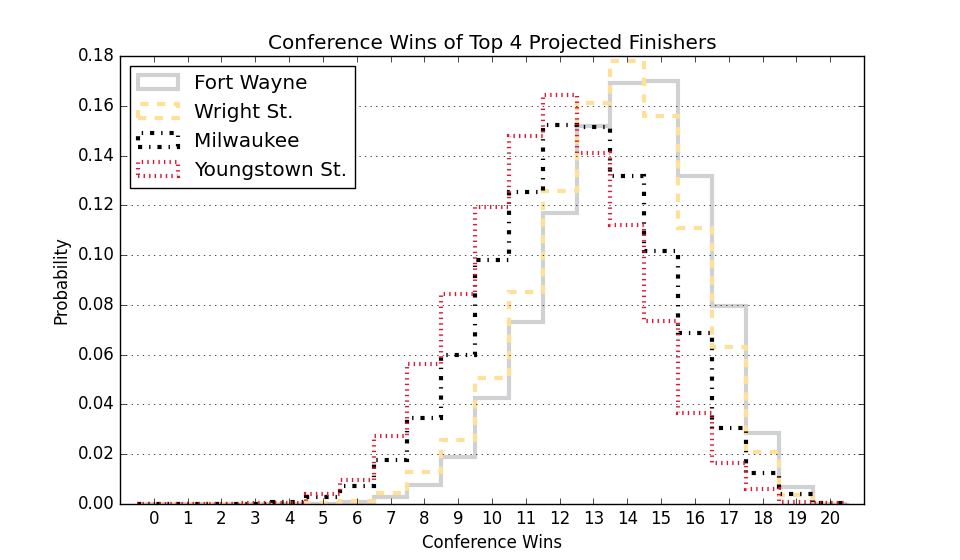 Conference Wins of Top 4 Projected Finishers
Fort Wayne
Wright St.
Milwaukee
Youngstown St.
0.18
0.16
0.14
0.12
0.10
0.08
0.06
0.04
0.02
0.00
Probability
0 1 2 3 4 5 6 7 8 9 10 11 12 13 14 15 16 17 18 19 20
Conference Wins